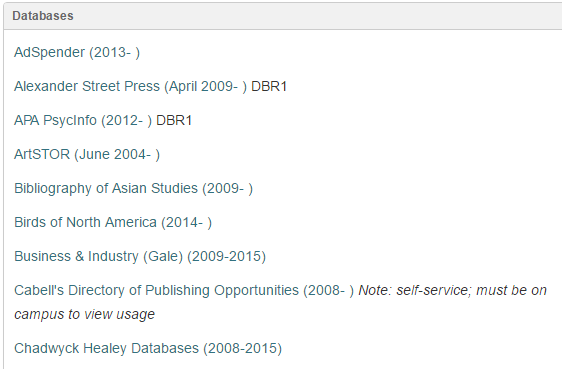 Databases
AdSpender (2013- )
Alexander Street Press (April 2009- ) DBR1
APA PsycInfo (2012- ) DBR1
ArtSTOR (June 2004- )
Bibliography of Asian Studies (2009- )
Birds of North America (2014- )
Business & Industry (Gale) (2009-2015)
Cabell's Directory of Publishing Opportunities (2008- ) Note: self-service; must be on
campus to view usage
Chadwyck Healey Databases (2008-2015)